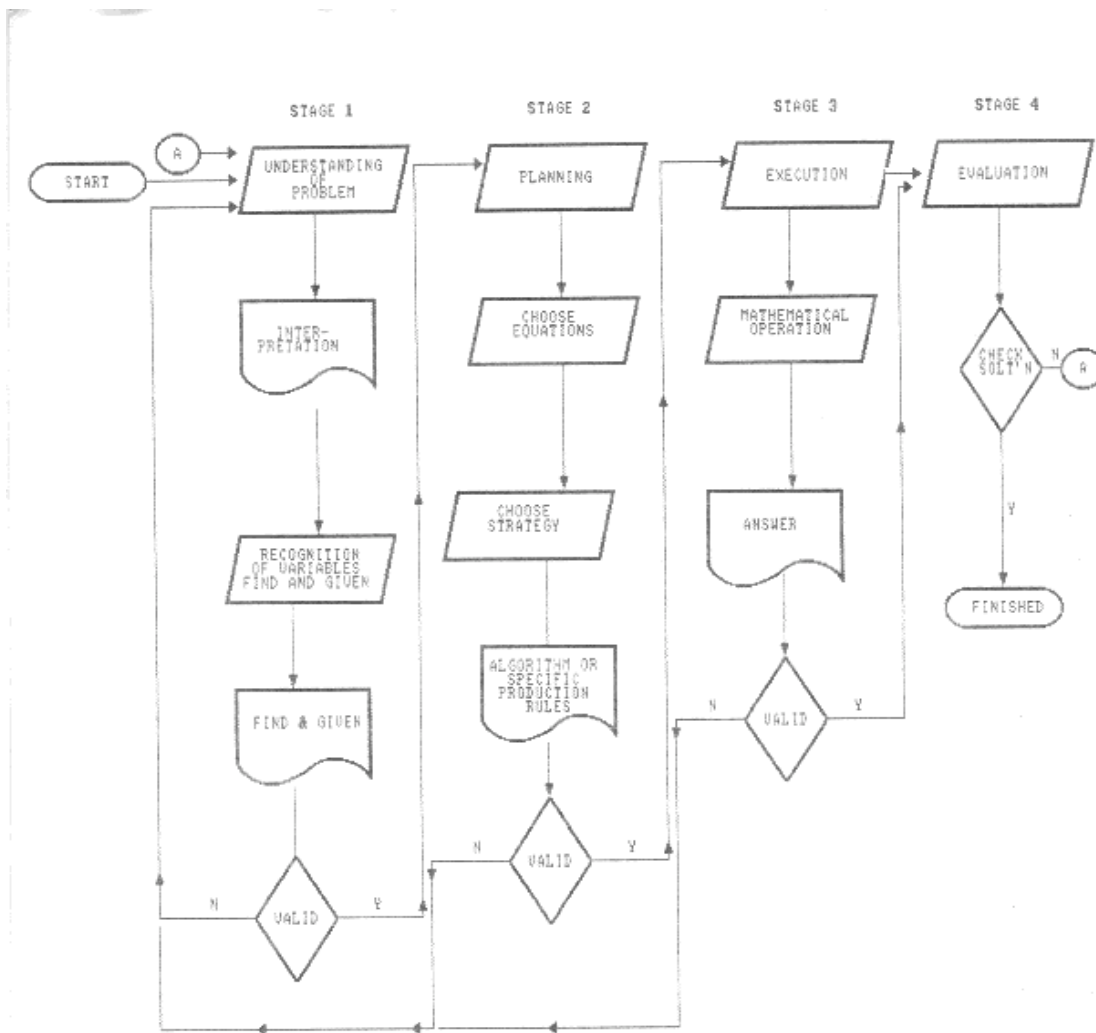 STAGE 1
STAGE 2
STAGE 3
STAGE 4
A
START
UNDERSTANDING
OF
PROBLEM
PLANNING
EXECUTION
EVALUATION
INTER-
PRETATION
CHOOSE
EQUATIONS
MATHEMATICAL
OPERATION
CHECK
SOLT'N
N
A
Y
RECOGNITION
OF VARIABLES
FIND AND GIVEN
CHOOSE
STRATEGY
ANSWER
FINISHED
FIND & GIVEN
ALGORITHM OR
SPECIFIC
PRODUCTION
RULES
N
VALID
Y
N
VALID
Y
N
VALID
Y